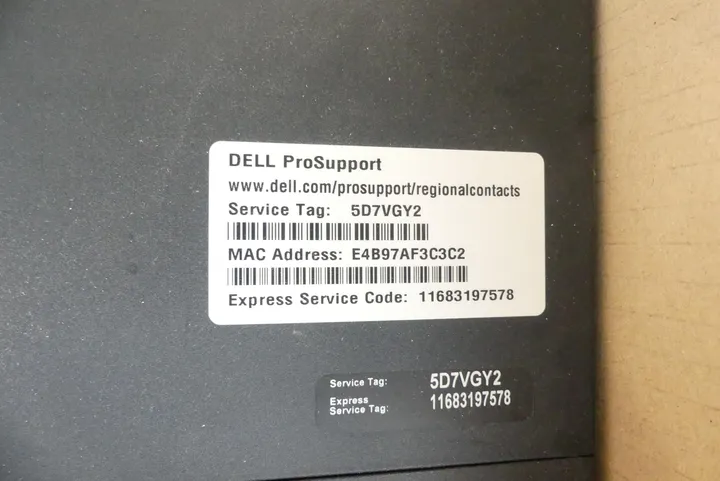 DELL ProSupport
www.dell.com/prosupport/regionalcontacts
Service Tag: 5D7VGY2
MAC Address: E4B97AF3C3C2
Express Service Code: 11683197578
Service Tag: 5D7VGY2
Express
Service Tag: 11683197578